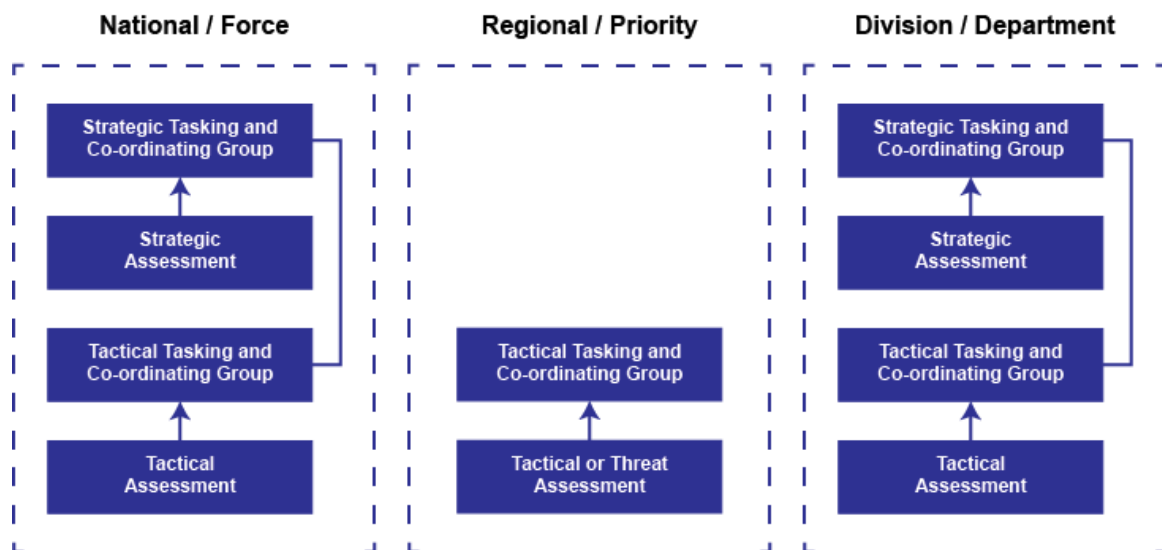 National / Force
Strategic Tasking and
Co-ordinating Group
Strategic
Assessment
Tactical Tasking and
Co-ordinating Group
Tactical
Assessment
Regional / Priority
Tactical Tasking and
Co-ordinating Group
Tactical or Threat
Assessment
Division / Department
Strategic Tasking and
Co-ordinating Group
Strategic
Assessment
Tactical Tasking and
Co-ordinating Group
Tactical
Assessment